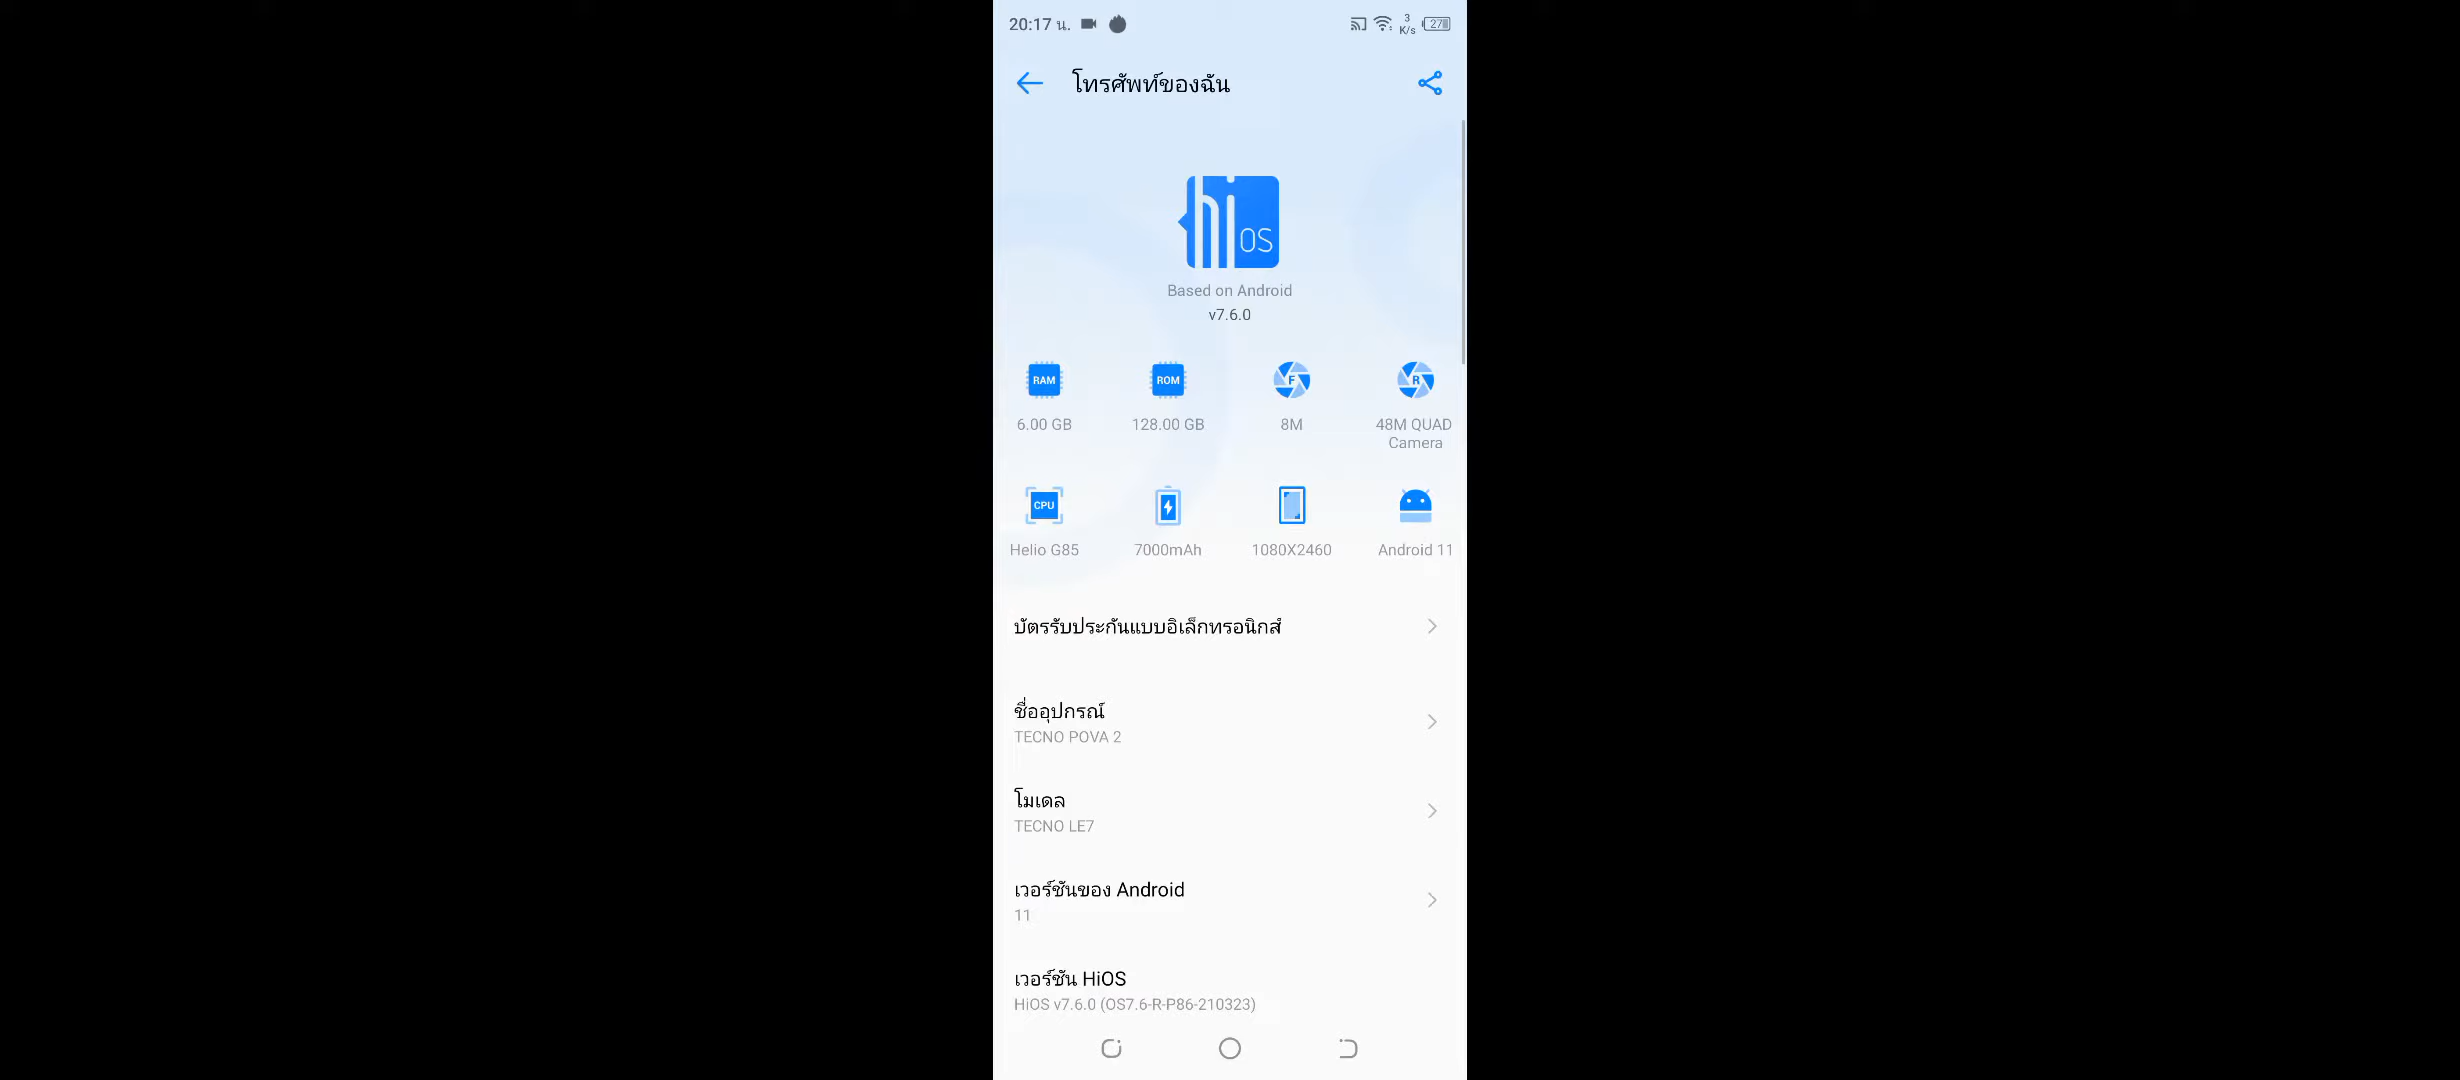 20:17 น.
3
K/s
27
โทรศัพท์ของฉัน
hi OS
Based on Android
v7.6.0
RAM
ROM
F
R
6.00 GB
128.00 GB
8M
48M QUAD
Camera
CPU
Helio G85
7000mAh
1080X2460
Android 11
บัตรรับประกันแบบอิเล็กทรอนิกส์
ชื่ออุปกรณ์
TECNO POVA 2
โมเดล
TECNO LE7
เวอร์ชันของ Android
11
เวอร์ชัน HiOS
HiOS v7.6.0 (OS7.6-R-P86-210323)